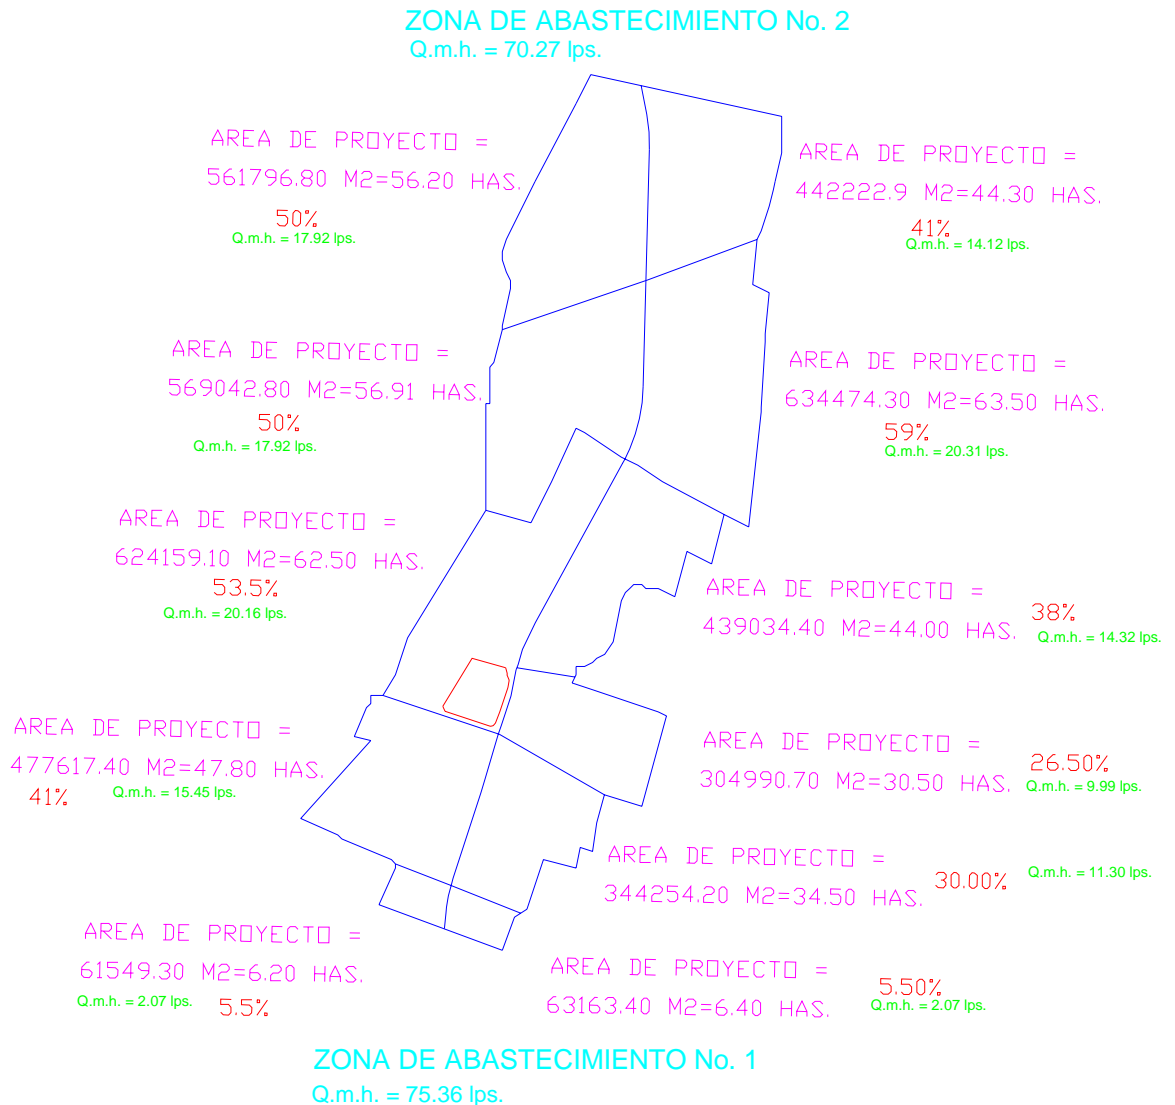 ZONA DE ABASTECIMIENTO No. 2
Q.m.h. = 70.27 lps.
AREA DE PROYECTO =
561796.80 M2=56.20 HAS.
50%
Q.m.h. = 17.92 lps.
AREA DE PROYECTO =
442222.9 M2=44.30 HAS.
41%
Q.m.h. = 14.12 lps.
AREA DE PROYECTO =
569042.80 M2=56.91 HAS.
50%
Q.m.h. = 17.92 lps.
AREA DE PROYECTO =
634474.30 M2=63.50 HAS.
59%
Q.m.h. = 20.31 lps.
AREA DE PROYECTO =
624159.10 M2=62.50 HAS.
53.5%
Q.m.h. = 20.16 lps.
AREA DE PROYECTO =
439034.40 M2=44.00 HAS.
38%
Q.m.h. = 14.32 lps.
AREA DE PROYECTO =
477617.40 M2=47.80 HAS.
41%
Q.m.h. = 15.45 lps.
AREA DE PROYECTO =
304990.70 M2=30.50 HAS.
26.50%
Q.m.h. = 9.99 lps.
AREA DE PROYECTO =
344254.20 M2=34.50 HAS.
30.00%
Q.m.h. = 11.30 lps.
AREA DE PROYECTO =
61549.30 M2=6.20 HAS.
Q.m.h. = 2.07 lps.
5.5%
AREA DE PROYECTO =
63163.40 M2=6.40 HAS.
5.50%
Q.m.h. = 2.07 lps.
ZONA DE ABASTECIMIENTO No. 1
Q.m.h. = 75.36 lps.